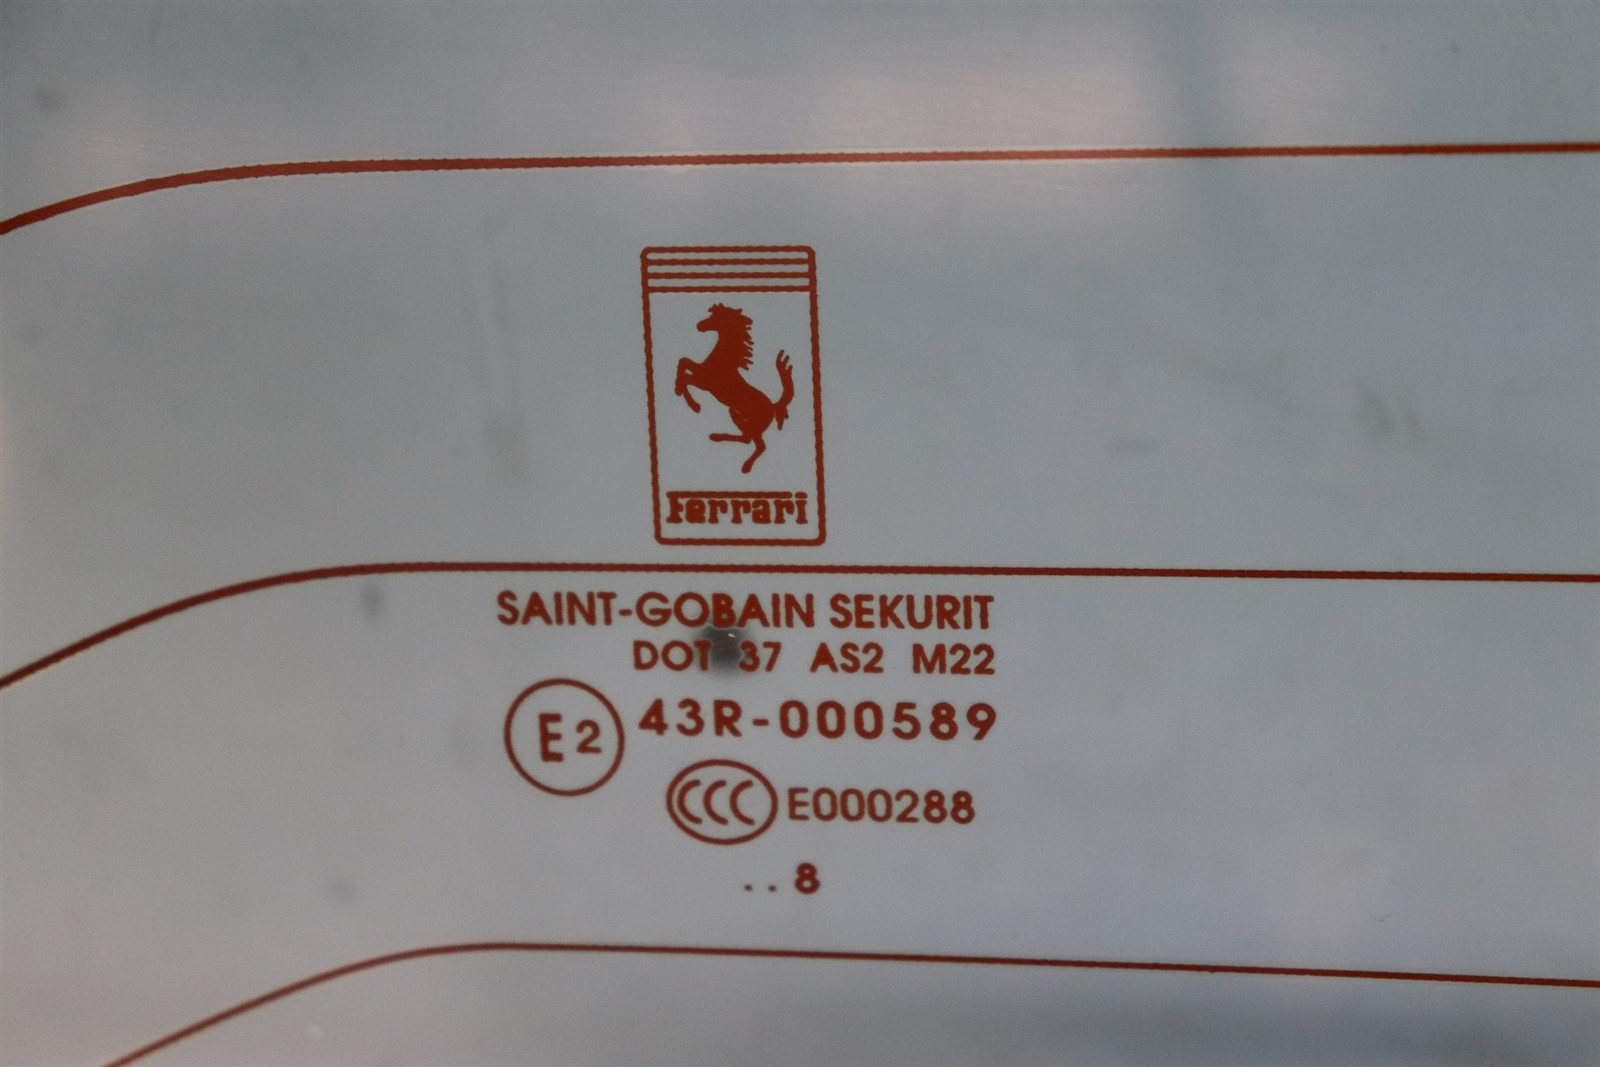 Ferrari
SAINT-GOBAIN SEKURIT
DOT 37 AS2 M22
E2 43R-000589
CCC E000288
..8